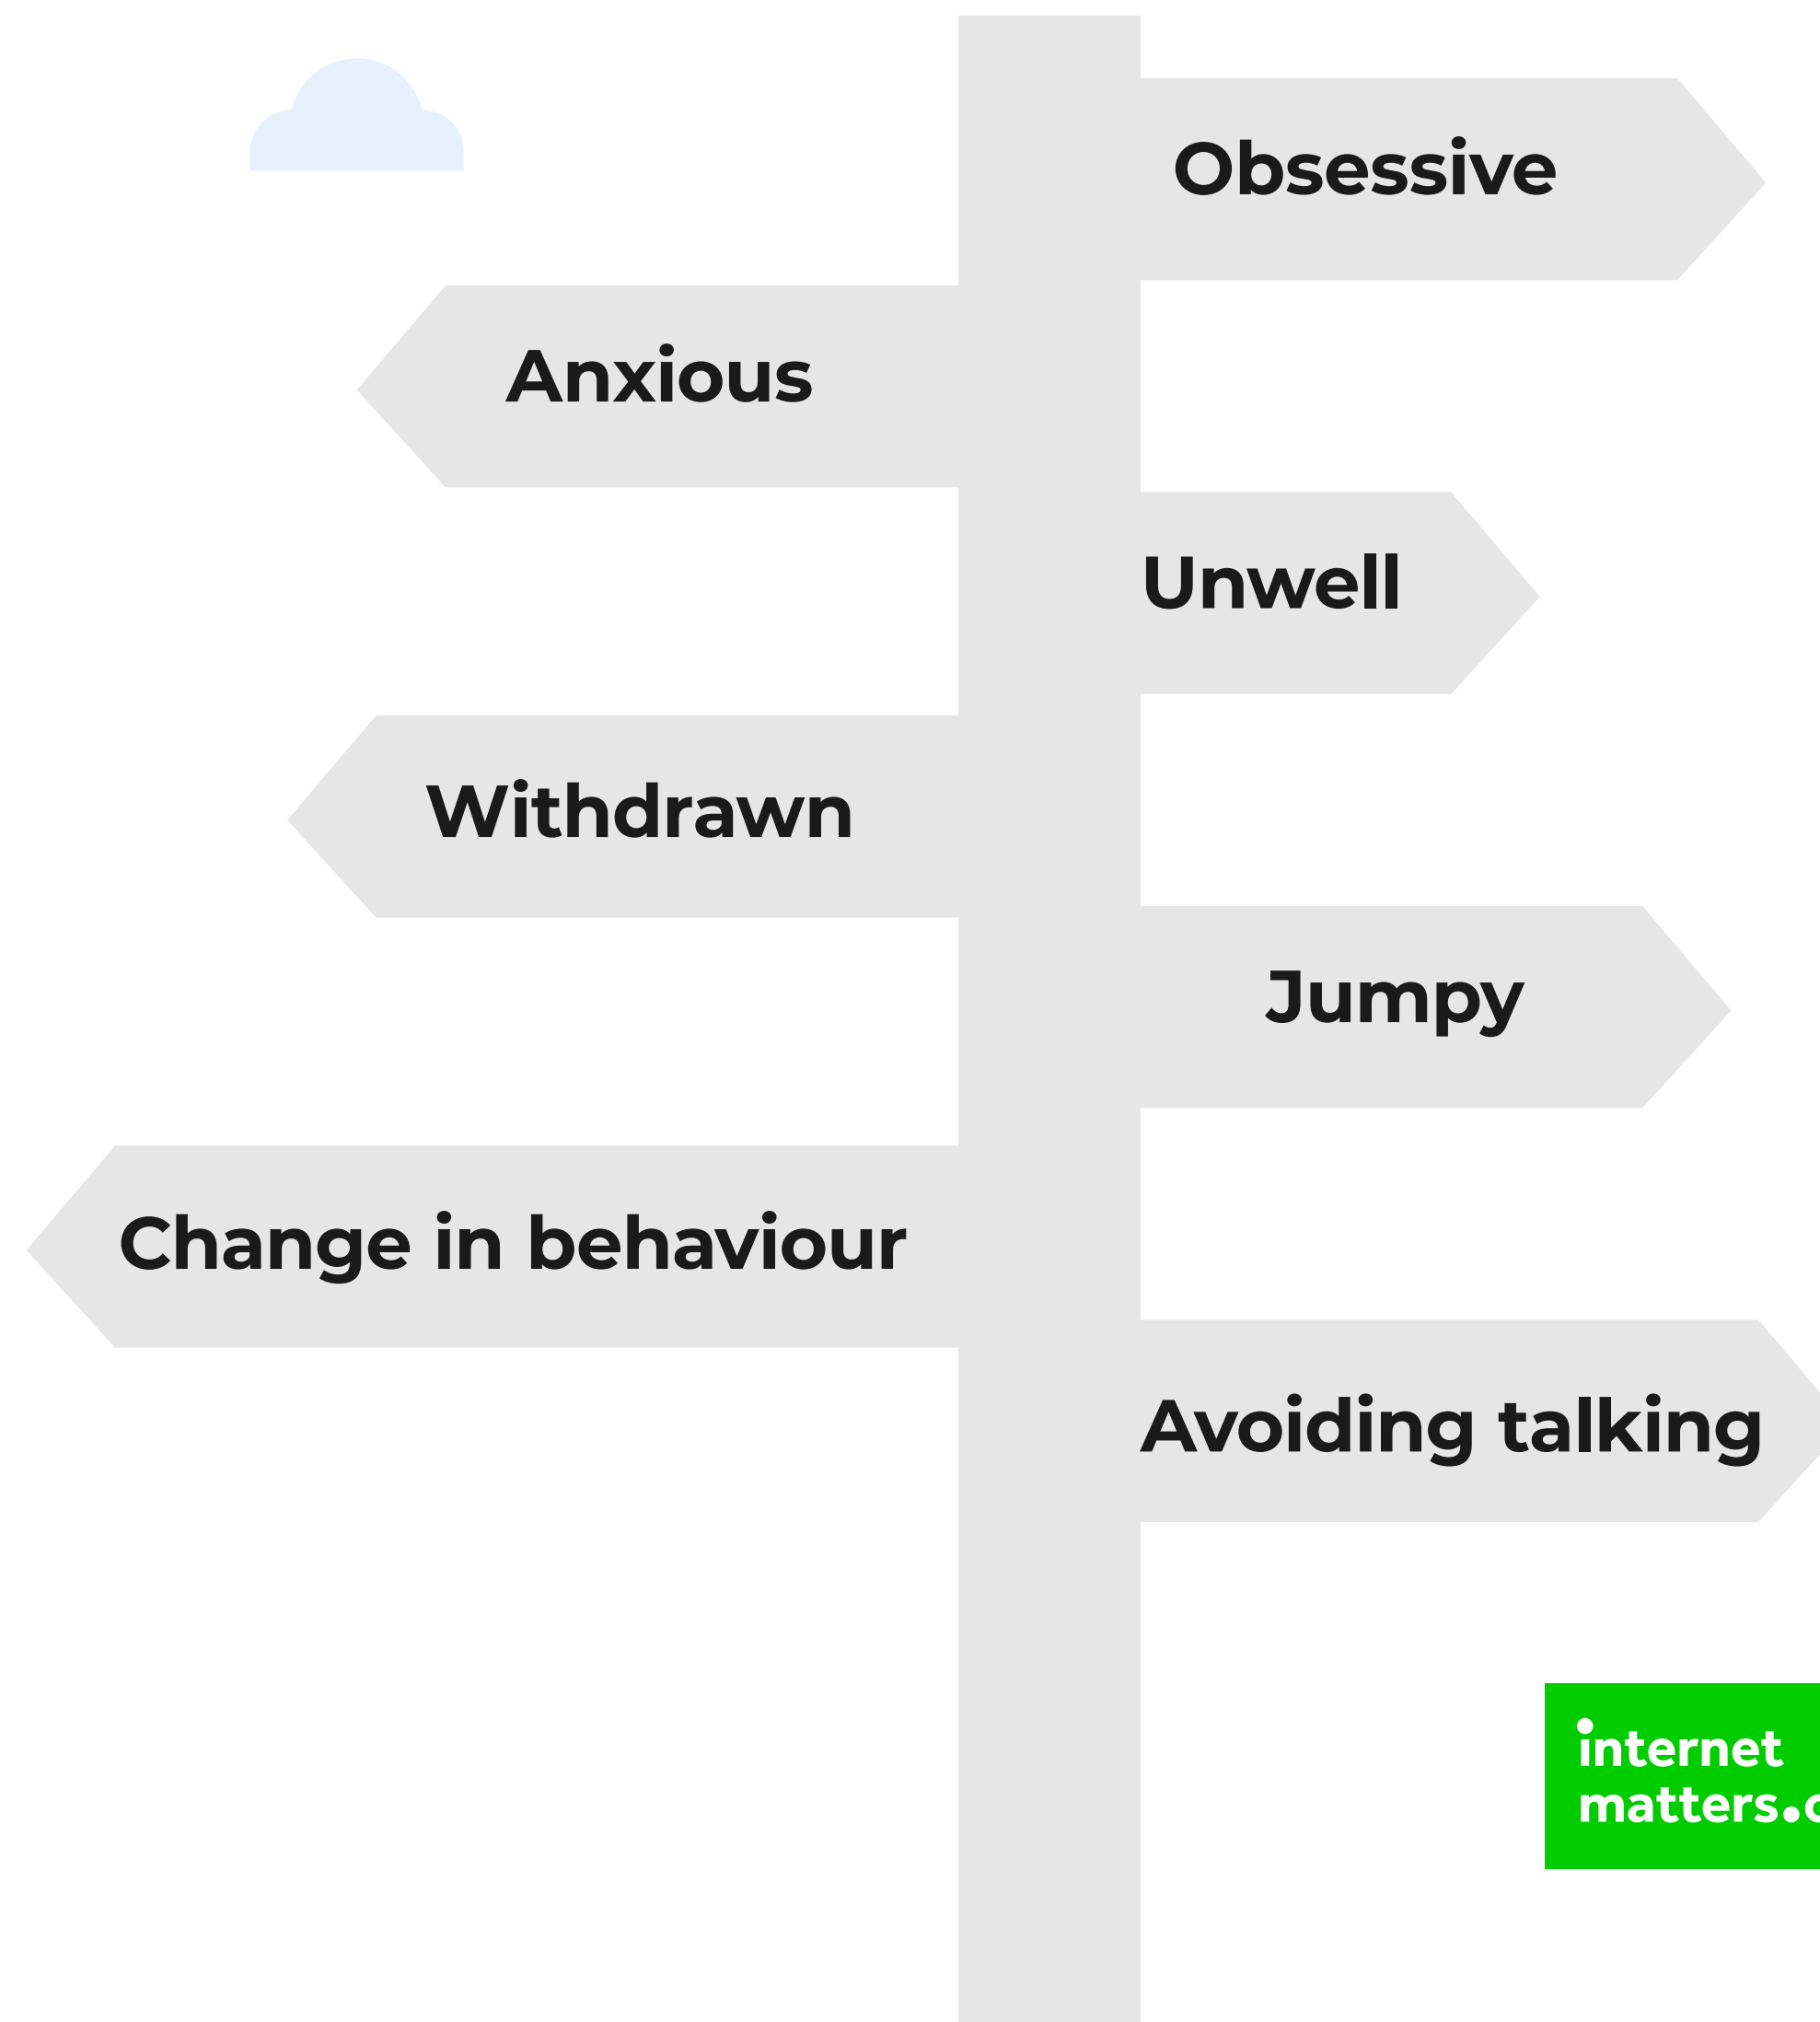 Obsessive
Anxious
Unwell
Withdrawn
Jumpy
Change in behaviour
Avoiding talking
internet
matters.